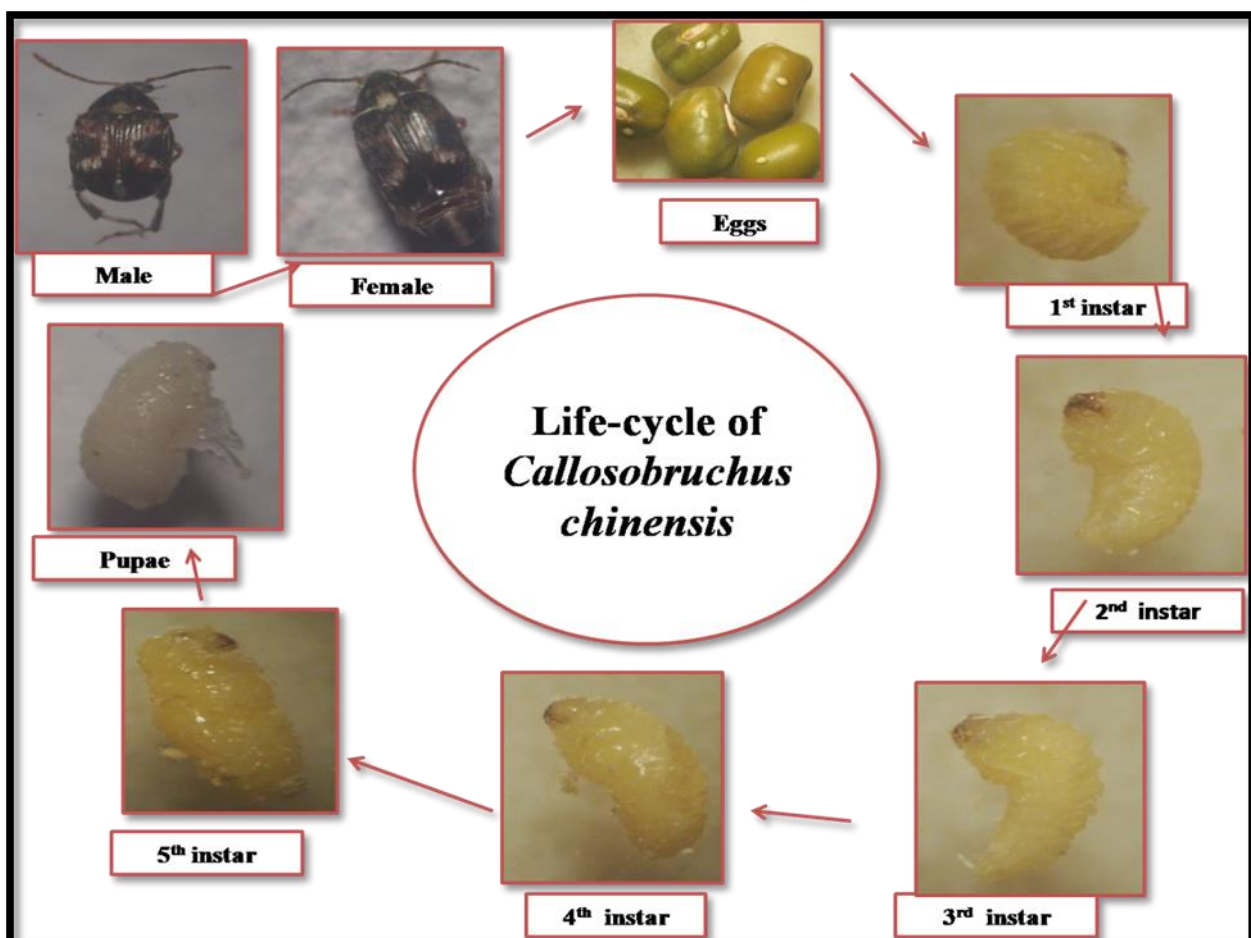 Male
Female
Eggs
1st instar
Life-cycle of
Callosobruchus
chinensis
2nd instar
3rd instar
4th instar
5th instar
Pupae